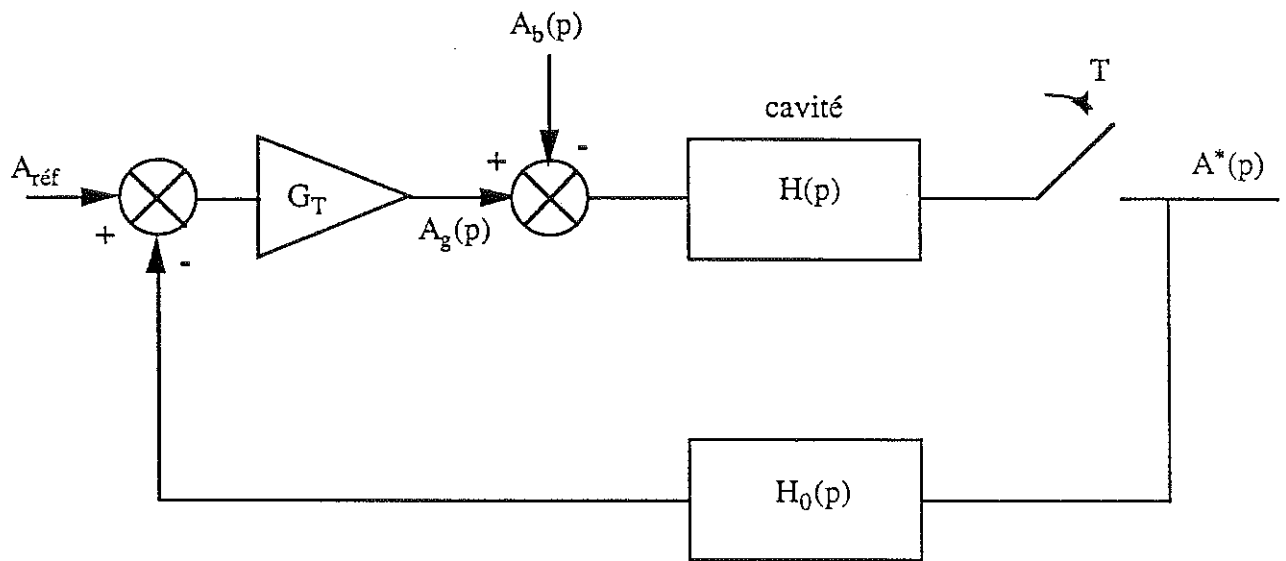 A_b(p)
T
cavité
+
-
A_réf
G_T
H(p)
A*(p)
+
A_g(p)
-
H_0(p)